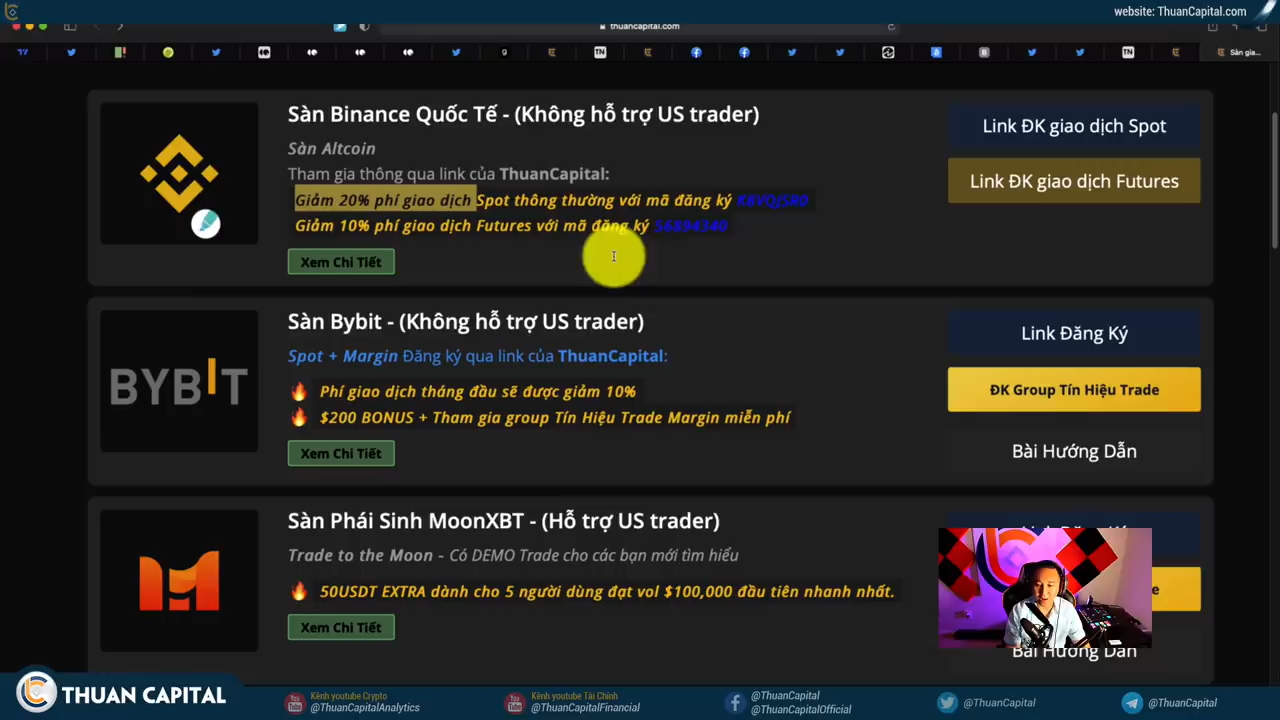 website: ThuanCapital.com
thuancapital.com
Sàn gia...
Sàn Binance Quốc Tế - (Không hỗ trợ US trader)
Link ĐK giao dịch Spot
Sàn Altcoin
Tham gia thông qua link của ThuanCapital:
Link ĐK giao dịch Futures
Giảm 20% phí giao dịch Spot thông thường với mã đăng ký K8VQJSR0
Giảm 10% phí giao dịch Futures với mã đăng ký 56894340
Xem Chi Tiết
Sàn Bybit - (Không hỗ trợ US trader)
Link Đăng Ký
BYBIT
Spot + Margin Đăng ký qua link của ThuanCapital:
ĐK Group Tín Hiệu Trade
Phí giao dịch tháng đầu sẽ được giảm 10%
$200 BONUS + Tham gia group Tín Hiệu Trade Margin miễn phí
Xem Chi Tiết
Bài Hướng Dẫn
Sàn Phái Sinh MoonXBT - (Hỗ trợ US trader)
Trade to the Moon - Có DEMO Trade cho các bạn mới tìm hiểu
50USDT EXTRA dành cho 5 người dùng đạt vol $100,000 đầu tiên nhanh nhất.
Xem Chi Tiết
Bài Hướng Dẫn
THUAN CAPITAL
Kênh youtube Crypto
@ThuanCapitalAnalytics
Kênh youtube Tài Chính
@ThuanCapitalFinancial
@ThuanCapital
@ThuanCapitalOfficial
@ThuanCapital
@ThuanCapital